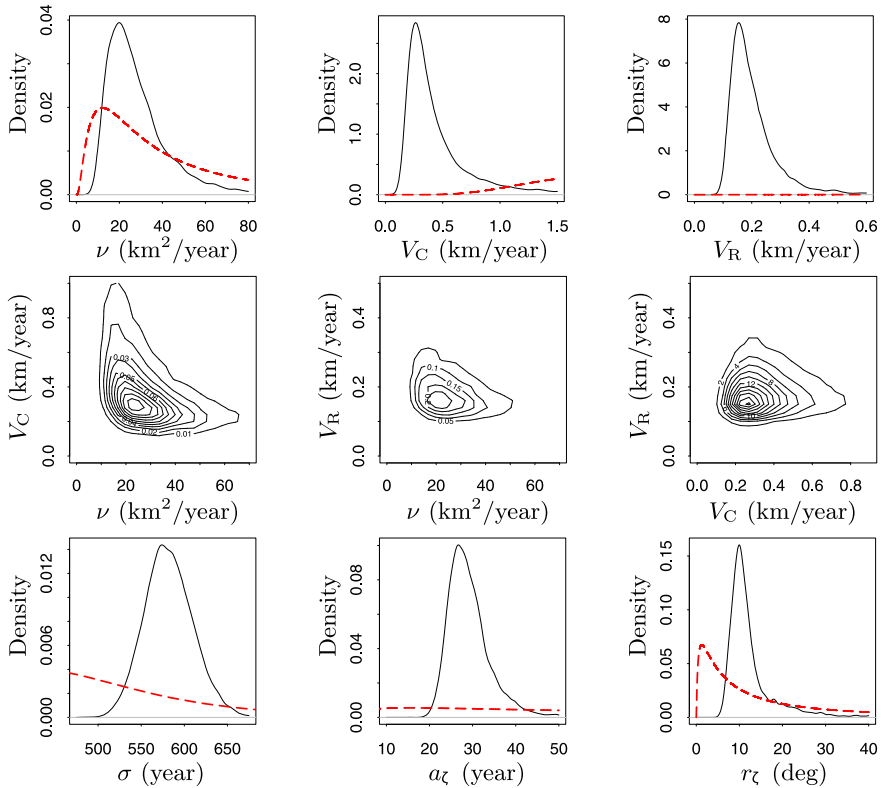 Density
0.00 0.02 0.04
0 20 40 60 80
ν (km²/year)
Density
0.0 1.0 2.0
0.0 0.5 1.0 1.5
V_C (km/year)
Density
0 2 4 6 8
0.0 0.2 0.4 0.6
V_R (km/year)
V_C (km/year)
0.0 0.4 0.8
0.03
0.02 0.01
0 20 40 60
ν (km²/year)
V_R (km/year)
0.0 0.2 0.4
0.1
0.15
0.05
0 20 40 60
ν (km²/year)
V_R (km/year)
0.0 0.2 0.4
2 4
12 8
10
0.0 0.2 0.4 0.6 0.8
V_C (km/year)
Density
0.000 0.006 0.012
500 550 600 650
σ (year)
Density
0.00 0.04 0.08
10 20 30 40 50
a_ζ (year)
Density
0.00 0.05 0.10 0.15
0 10 20 30 40
r_ζ (deg)